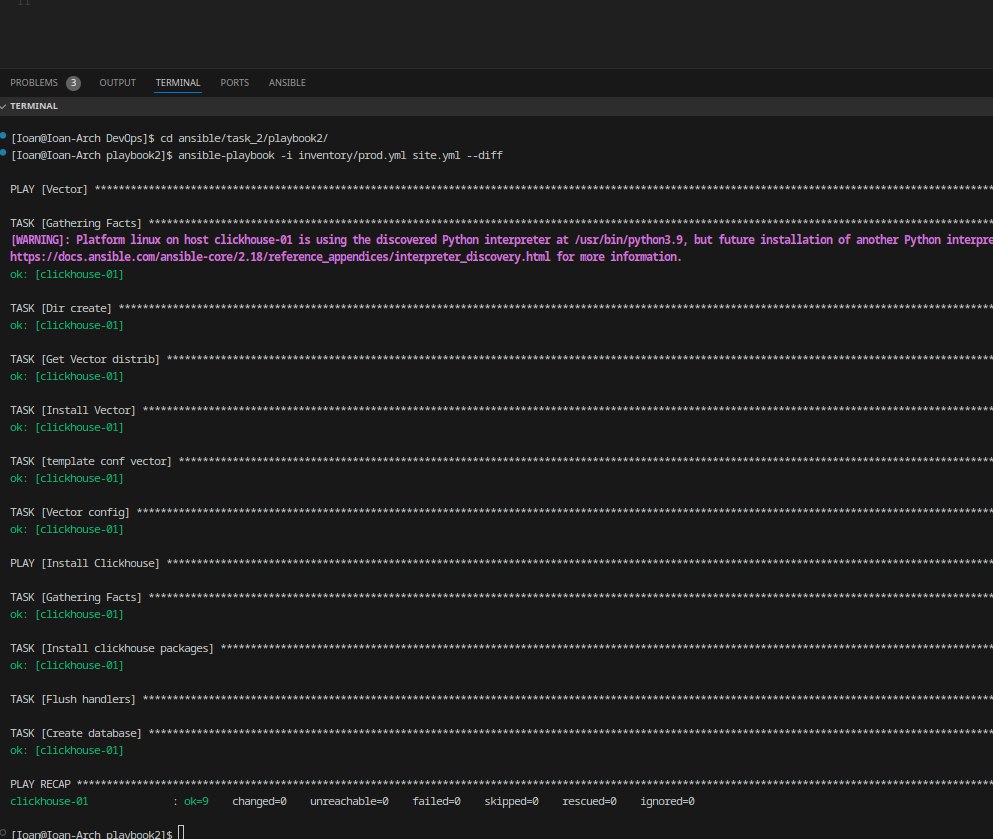 11
PROBLEMS 3 OUTPUT TERMINAL PORTS ANSIBLE
TERMINAL
[Ioan@Ioan-Arch DevOps]$ cd ansible/task_2/playbook2/
[Ioan@Ioan-Arch playbook2]$ ansible-playbook -i inventory/prod.yml site.yml --diff
PLAY [Vector] ****************************************************************************************************************************************************
TASK [Gathering Facts] *******************************************************************************************************************************************
[WARNING]: Platform linux on host clickhouse-01 is using the discovered Python interpreter at /usr/bin/python3.9, but future installation of another Python interpre
https://docs.ansible.com/ansible-core/2.18/reference_appendices/interpreter_discovery.html for more information.
ok: [clickhouse-01]
TASK [Dir create] ************************************************************************************************************************************************
ok: [clickhouse-01]
TASK [Get Vector distrib] ****************************************************************************************************************************************
ok: [clickhouse-01]
TASK [Install Vector] ********************************************************************************************************************************************
ok: [clickhouse-01]
TASK [template conf vector] **************************************************************************************************************************************
ok: [clickhouse-01]
TASK [Vector config] *********************************************************************************************************************************************
ok: [clickhouse-01]
PLAY [Install Clickhouse] ****************************************************************************************************************************************
TASK [Gathering Facts] *******************************************************************************************************************************************
ok: [clickhouse-01]
TASK [Install clickhouse packages] *******************************************************************************************************************************
ok: [clickhouse-01]
TASK [Flush handlers] ********************************************************************************************************************************************
TASK [Create database] *******************************************************************************************************************************************
ok: [clickhouse-01]
PLAY RECAP *******************************************************************************************************************************************************
clickhouse-01 : ok=9 changed=0 unreachable=0 failed=0 skipped=0 rescued=0 ignored=0
[Ioan@Ioan-Arch playbook2]$